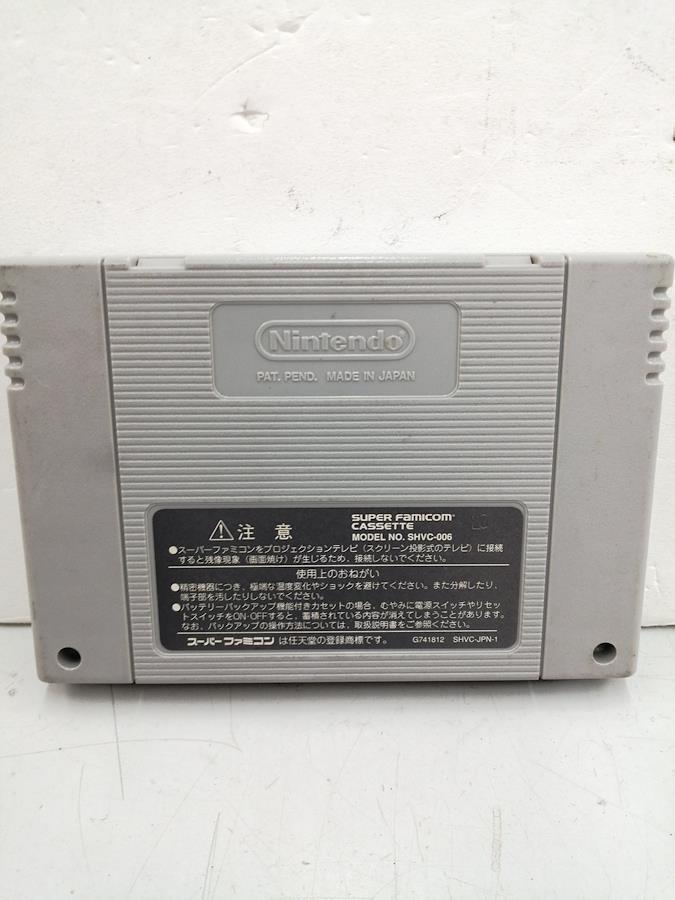 Nintendo®
PAT. PEND. MADE IN JAPAN
⚠注意
SUPER FAMICOM®
CASSETTE
MODEL NO. SHVC-006
●スーパーファミコンをプロジェクションテレビ(スクリーン投影式のテレビ)に接続
すると残像現象(画面焼け)が生じるため、接続しないでください。
使用上のおねがい
●精密機器につき、極端な温度変化やショックを避けてください。また分解したり、
端子部を汚したりしないでください。
●バッテリーバックアップ機能付きカセットの場合、むやみに電源スイッチやリセッ
トスイッチをON・OFFすると、蓄積されている内容が消えてしまうことがあります。
なお、バックアップの操作方法については、取扱説明書をご参照ください。
スーパーファミコン は任天堂の登録商標です。 G741812 SHVC-JPN-1